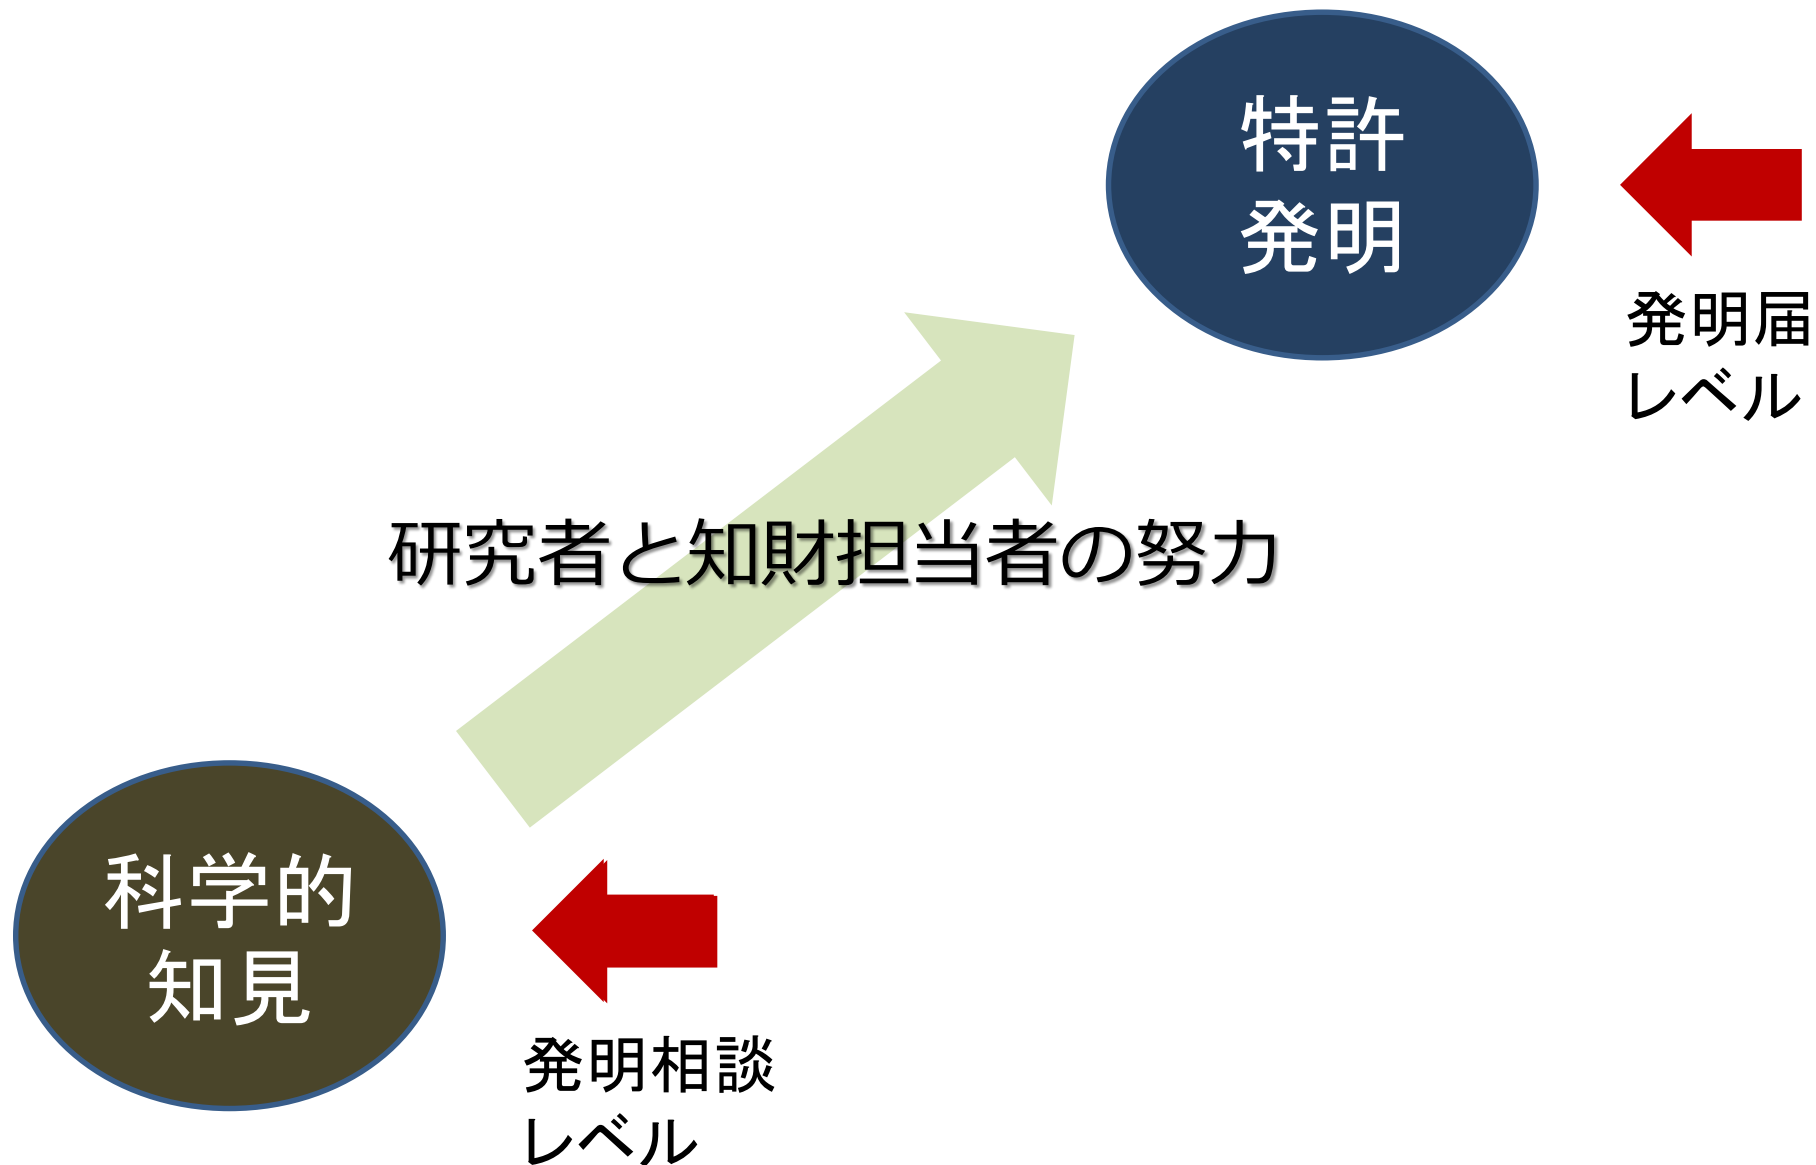 特許
発明
発明届
レベル
研究者と知財担当者の努力
科学的
知見
発明相談
レベル